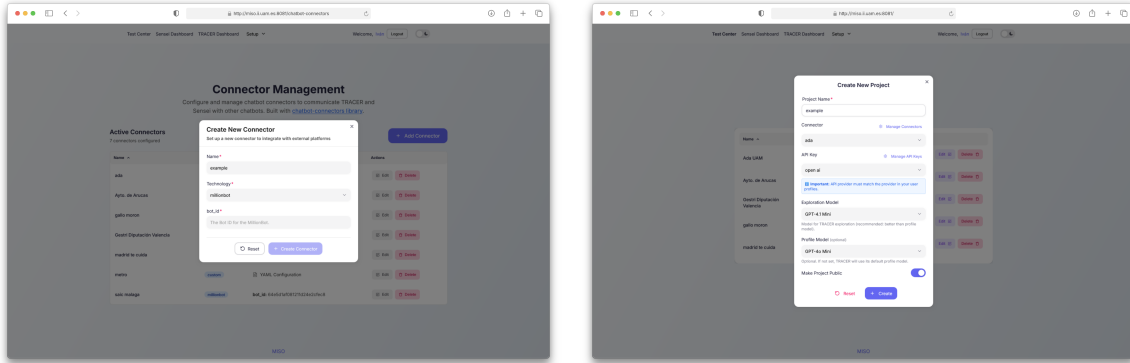 http://miso.ii.uam.es:8081/chatbot-connectors
Test Center Sensei Dashboard TRACER Dashboard Setup
Welcome, Logout
Connector Management
Configure and manage chatbot connectors to communicate TRACER and
Sensei with other chatbots. Built with chatbot-connectors library.
Active Connectors
7 connectors configured
+ Add Connector
Name
Actions
ada
Edit Delete
Ayto. de Arucas
Edit Delete
gallo moron
Edit Delete
Gestri Diputación Valencia
Edit Delete
madrid te cuida
Edit Delete
metro custom YAML Configuration Edit Delete
millionbot bot_id: Edit Delete
Create New Connector
Set up a new connector to integrate with external platforms
Name*
example
Technology*
millionbot
bot_id*
The Bot ID for the Millionbot.
Reset + Create Connector
MISO
http://miso.ii.uam.es:8081/
Test Center Sensei Dashboard TRACER Dashboard Setup
Welcome, Logout
Name
Ada UAM
Edit Delete
Ayto. de Arucas
Edit Delete
Gestri Diputación
Valencia
Edit Delete
gallo moron
Edit Delete
madrid te cuida
Edit Delete
Create New Project
Project Name*
example
Connector Manage Connectors
ada
API Key Manage API Keys
open ai
Important: API provider must match the provider in your user
profiles.
Exploration Model
GPT-4.1 Mini
Model for TRACER exploration (recommended: better than profile
model).
Profile Model (optional)
GPT-4o Mini
Optional. If not set, TRACER will use its default profile model.
Make Project Public
Reset + Create
MISO